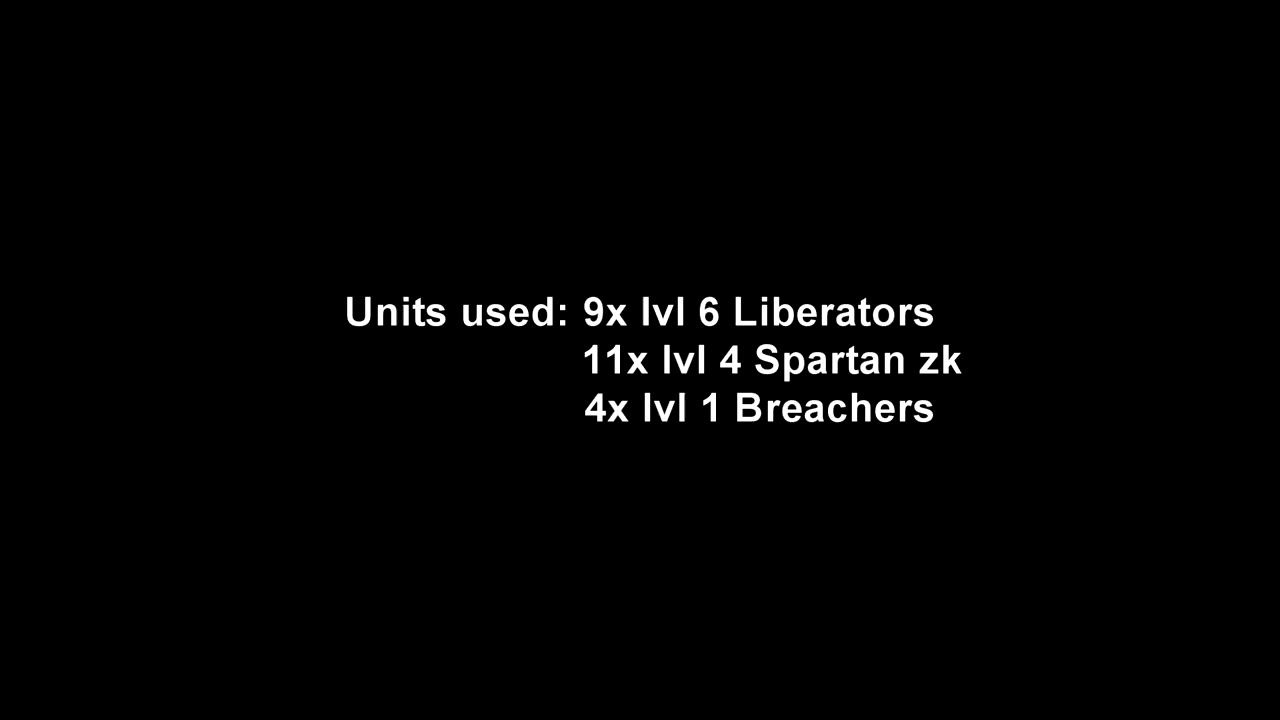 Units used: 9x lvl 6 Liberators
11x lvl 4 Spartan zk
4x lvl 1 Breachers